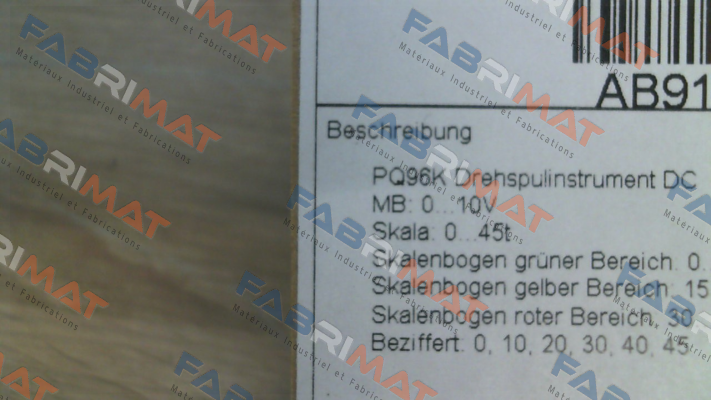 AB91
Beschreibung
PQ96K Drehspulinstrument DC
MB: 0...10V
Skala: 0...45t
Skalenbogen grüner Bereich: 0..
Skalenbogen gelber Bereich: 15
Skalenbogen roter Bereich: 30
Beziffert: 0, 10, 20, 30, 40, 45
FABRIMAT
Matériaux Industriel et Fabrications